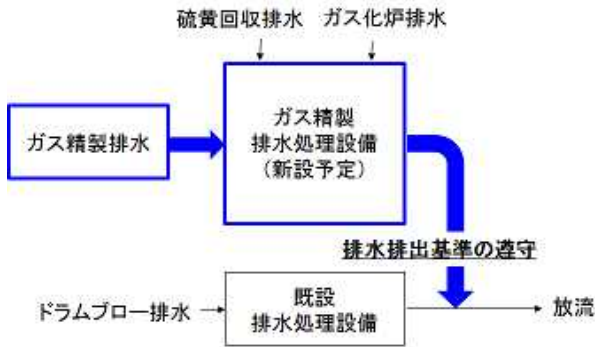 硫黄回収排水
ガス化炉排水
ガス精製排水
ガス精製
排水処理設備
(新設予定)
排水排出基準の遵守
ドラムブロー排水
既設
排水処理設備
放流